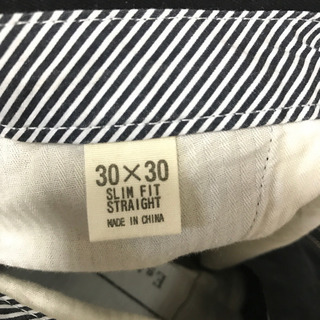 30×30
SLIM FIT
STRAIGHT
MADE IN CHINA